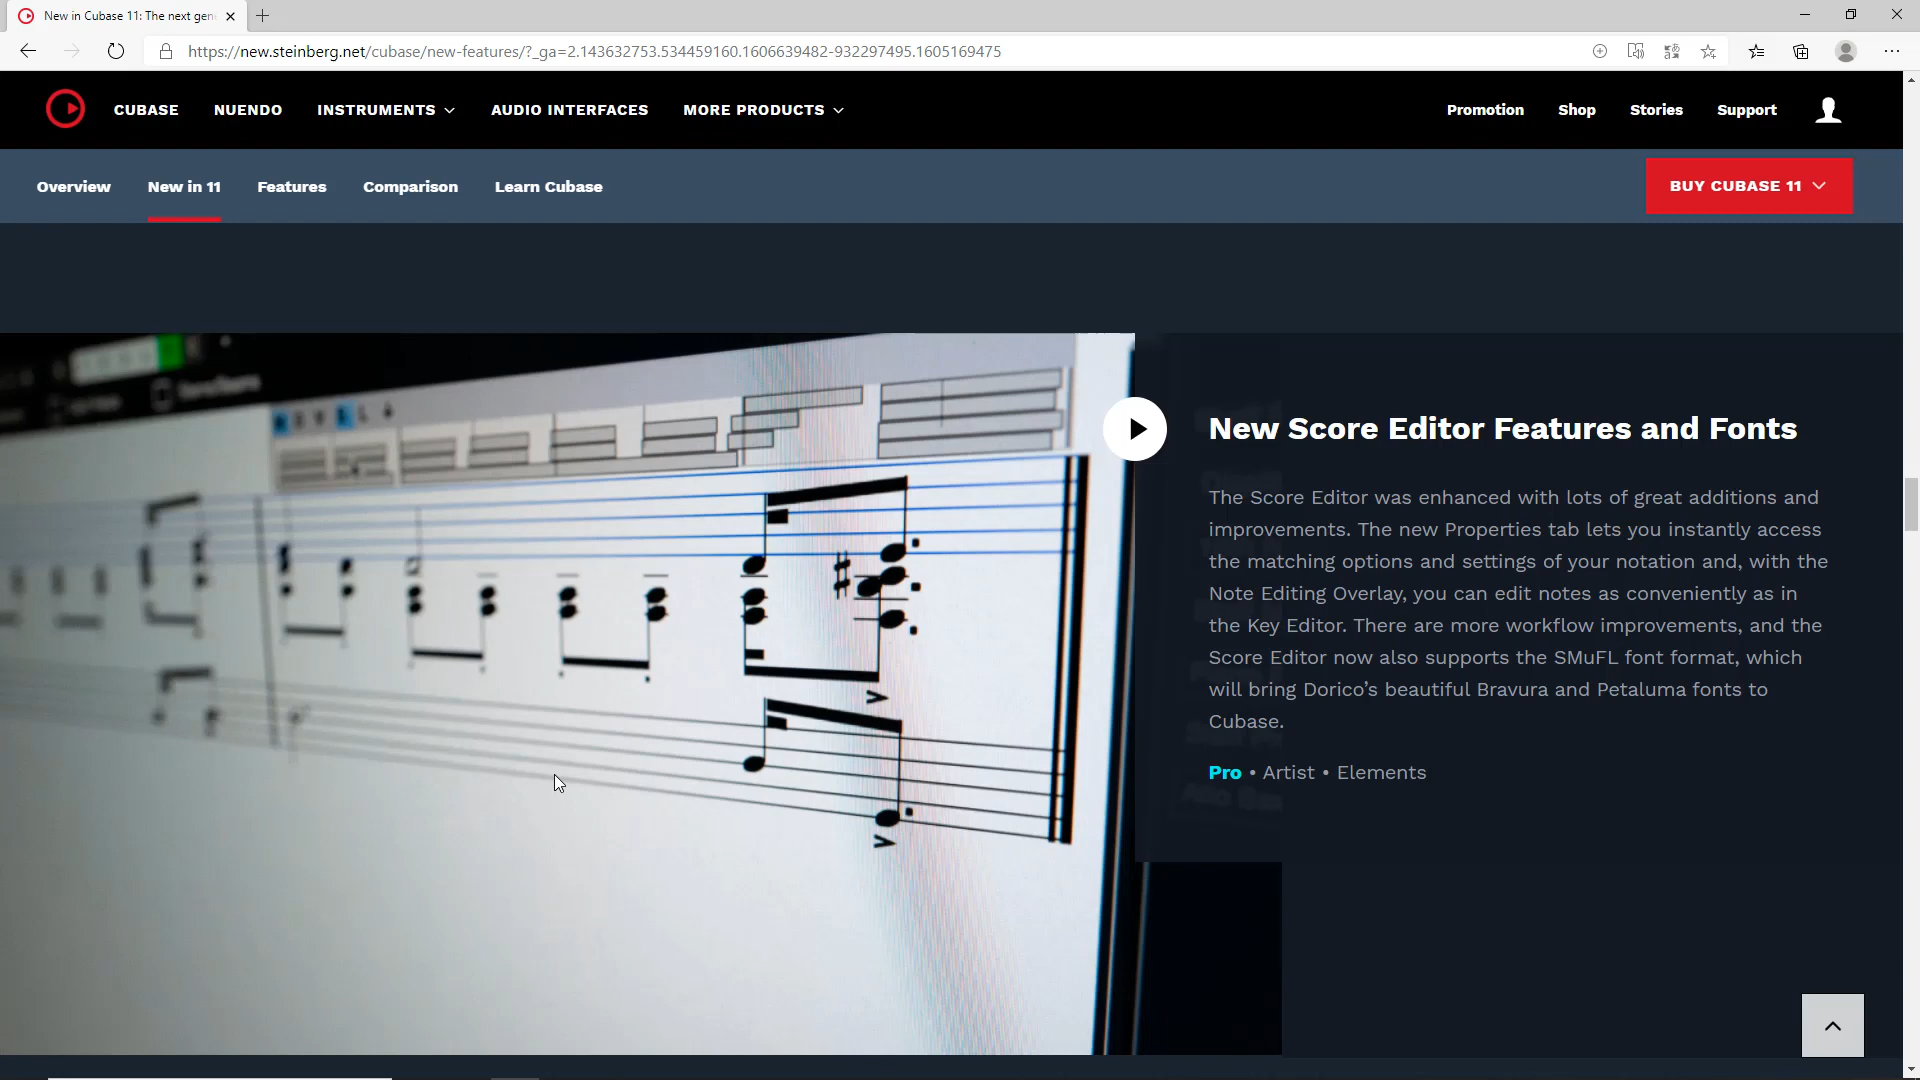 New in Cubase 11: The next gen
https://new.steinberg.net/cubase/new-features/?_ga=2.143632753.534459160.1606639482-932297495.1605169475
CUBASE NUENDO INSTRUMENTS AUDIO INTERFACES MORE PRODUCTS Promotion Shop Stories Support
Overview New in 11 Features Comparison Learn Cubase BUY CUBASE 11
New Score Editor Features and Fonts
The Score Editor was enhanced with lots of great additions and
improvements. The new Properties tab lets you instantly access
the matching options and settings of your notation and, with the
Note Editing Overlay, you can edit notes as conveniently as in
the Key Editor. There are more workflow improvements, and the
Score Editor now also supports the SMuFL font format, which
will bring Dorico’s beautiful Bravura and Petaluma fonts to
Cubase.
Pro • Artist • Elements